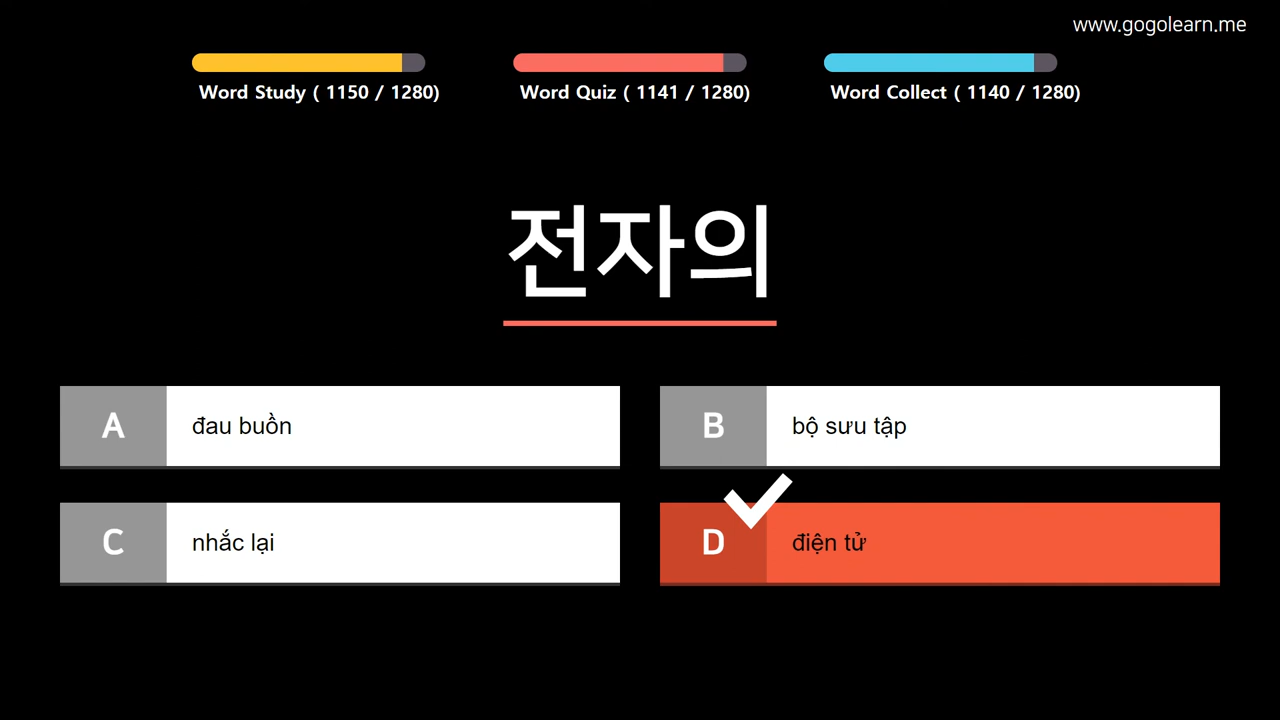 www.gogolearn.me
Word Study ( 1150 / 1280)
Word Quiz ( 1141 / 1280)
Word Collect ( 1140 / 1280)
전자의
A đau buồn
B bộ sưu tập
C nhắc lại
D điện tử